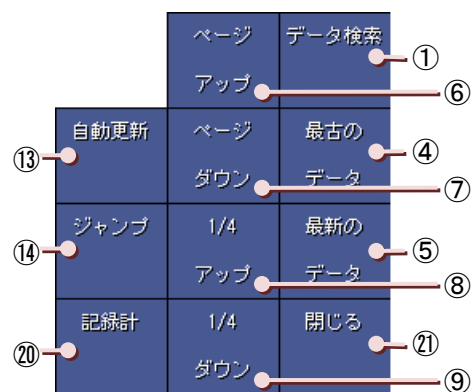 ページ
アップ
データ検索
①
⑥
自動更新
ページ
ダウン
最古の
データ
④
⑬
⑦
ジャンプ
1/4
アップ
最新の
データ
⑤
⑭
⑧
記録計
1/4
ダウン
閉じる
⑳
㉑
⑨